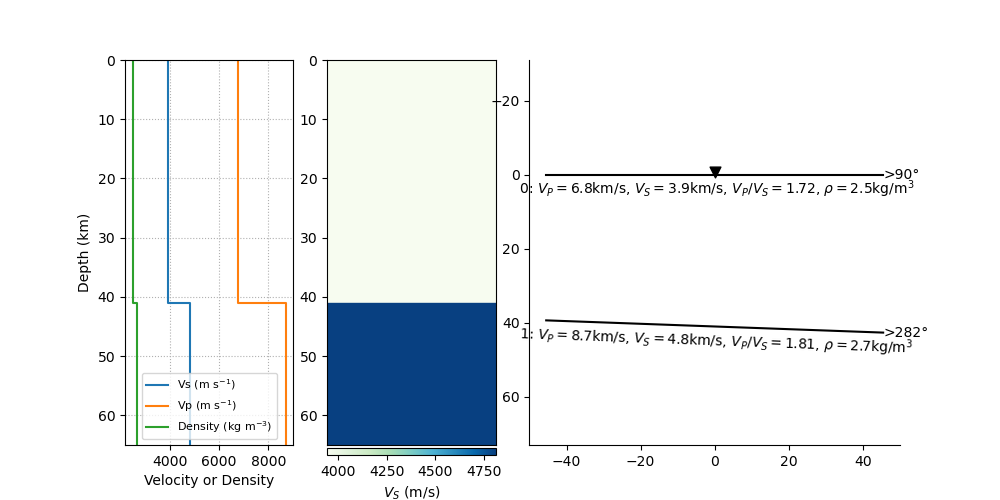 0
10
20
30
40
50
60
Depth (km)
Vs (m s⁻¹)
Vp (m s⁻¹)
Density (kg m⁻³)
4000 6000 8000
Velocity or Density
0
10
20
30
40
50
60
4000 4250 4500 4750
V_S (m/s)
−20
0
20
40
60
>90°
0: V_P = 6.8km/s, V_S = 3.9km/s, V_P/V_S = 1.72, ρ = 2.5kg/m³
>282°
1: V_P = 8.7km/s, V_S = 4.8km/s, V_P/V_S = 1.81, ρ = 2.7kg/m³
−40 −20 0 20 40